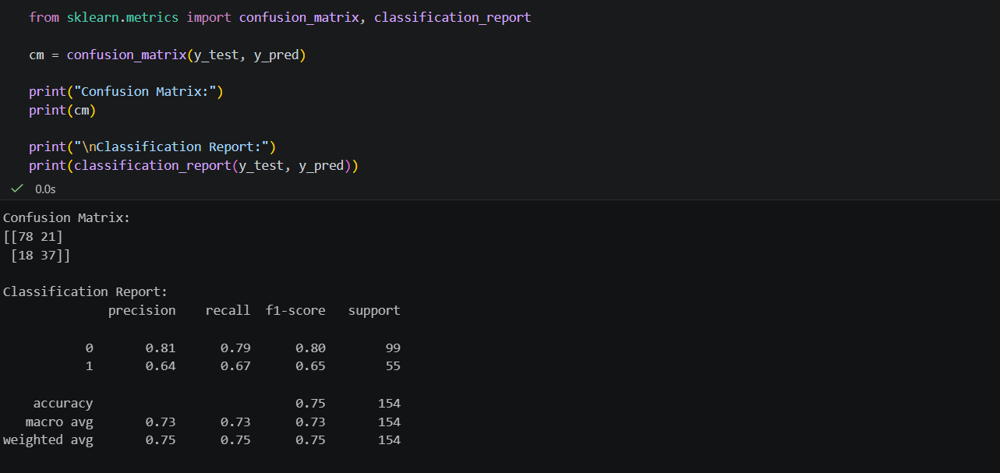 from sklearn.metrics import confusion_matrix, classification_report
cm = confusion_matrix(y_test, y_pred)
print("Confusion Matrix:")
print(cm)
print("\nClassification Report:")
print(classification_report(y_test, y_pred))
0.0s
Confusion Matrix:
[[78 21]
 [18 37]]
Classification Report:
              precision    recall  f1-score   support
           0       0.81      0.79      0.80        99
           1       0.64      0.67      0.65        55
    accuracy                           0.75       154
   macro avg       0.73      0.73      0.73       154
weighted avg       0.75      0.75      0.75       154